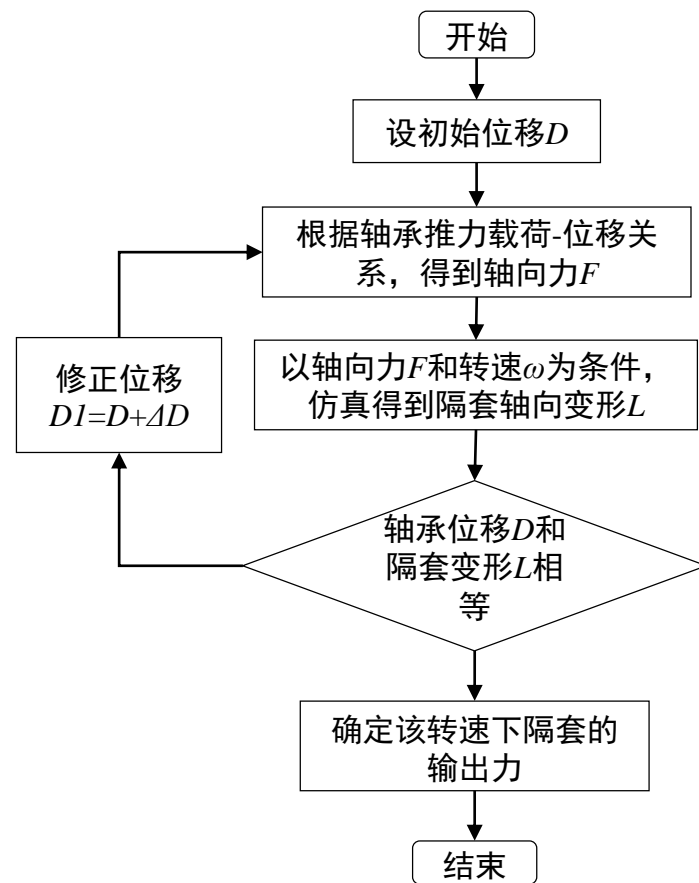 开始
设初始位移D
根据轴承推力载荷-位移关
系，得到轴向力F
以轴向力F和转速ω为条件，
仿真得到隔套轴向变形L
修正位移
D1=D+ΔD
轴承位移D和
隔套变形L相
等
确定该转速下隔套的
输出力
结束